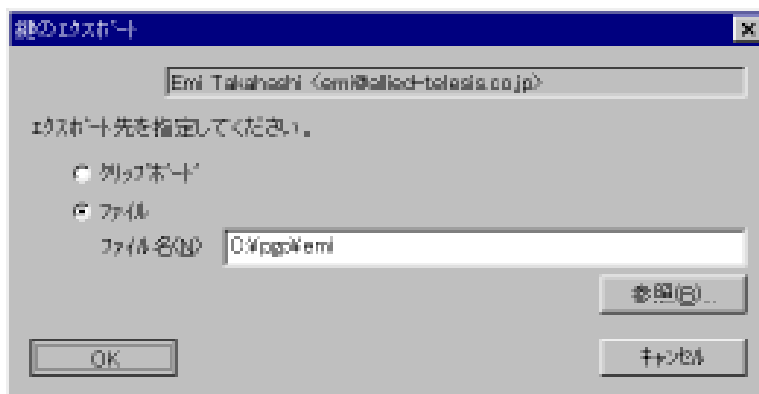 鍵のエクスポート
Emi Takahashi <emi@allied-telesis.co.jp>
エクスポート先を指定してください。
クリップボード
ファイル
ファイル名(N) C:¥pgp¥emi
参照(R)...
OK キャンセル